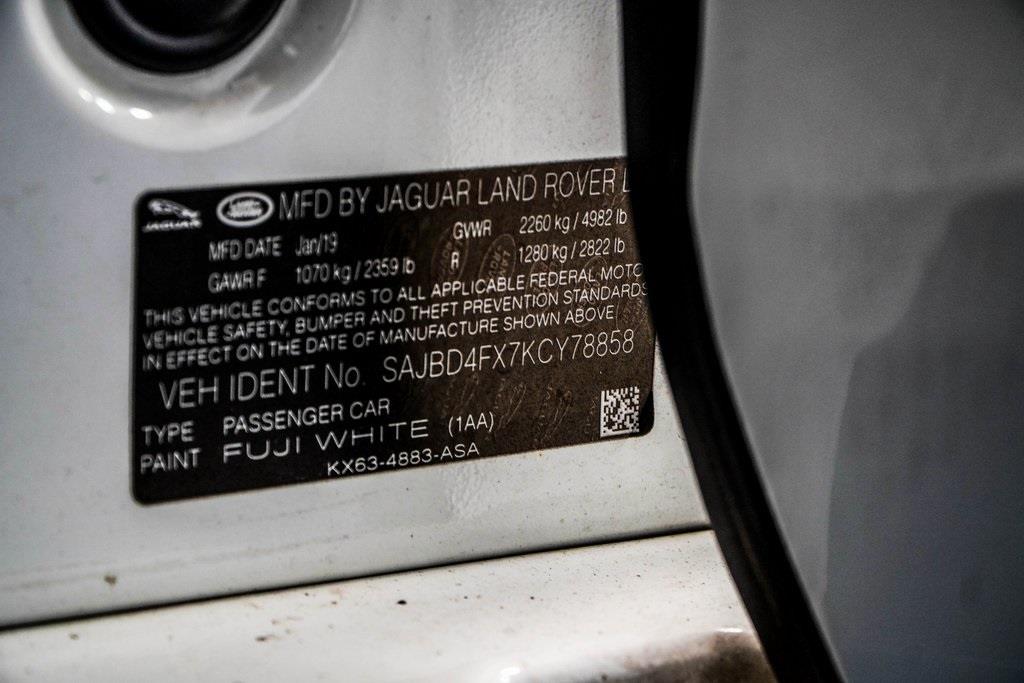 JAGUAR LAND ROVER MFD BY JAGUAR LAND ROVER L
MFD DATE Jan/19 GVWR 2260 kg / 4982 lb
GAWR F 1070 kg / 2359 lb R 1280 kg / 2822 lb
THIS VEHICLE CONFORMS TO ALL APPLICABLE FEDERAL MOTO
VEHICLE SAFETY, BUMPER AND THEFT PREVENTION STANDARDS
IN EFFECT ON THE DATE OF MANUFACTURE SHOWN ABOVE
VEH IDENT No. SAJBD4FX7KCY78858
TYPE PASSENGER CAR
PAINT FUJI WHITE (1AA)
KX63-4883-ASA